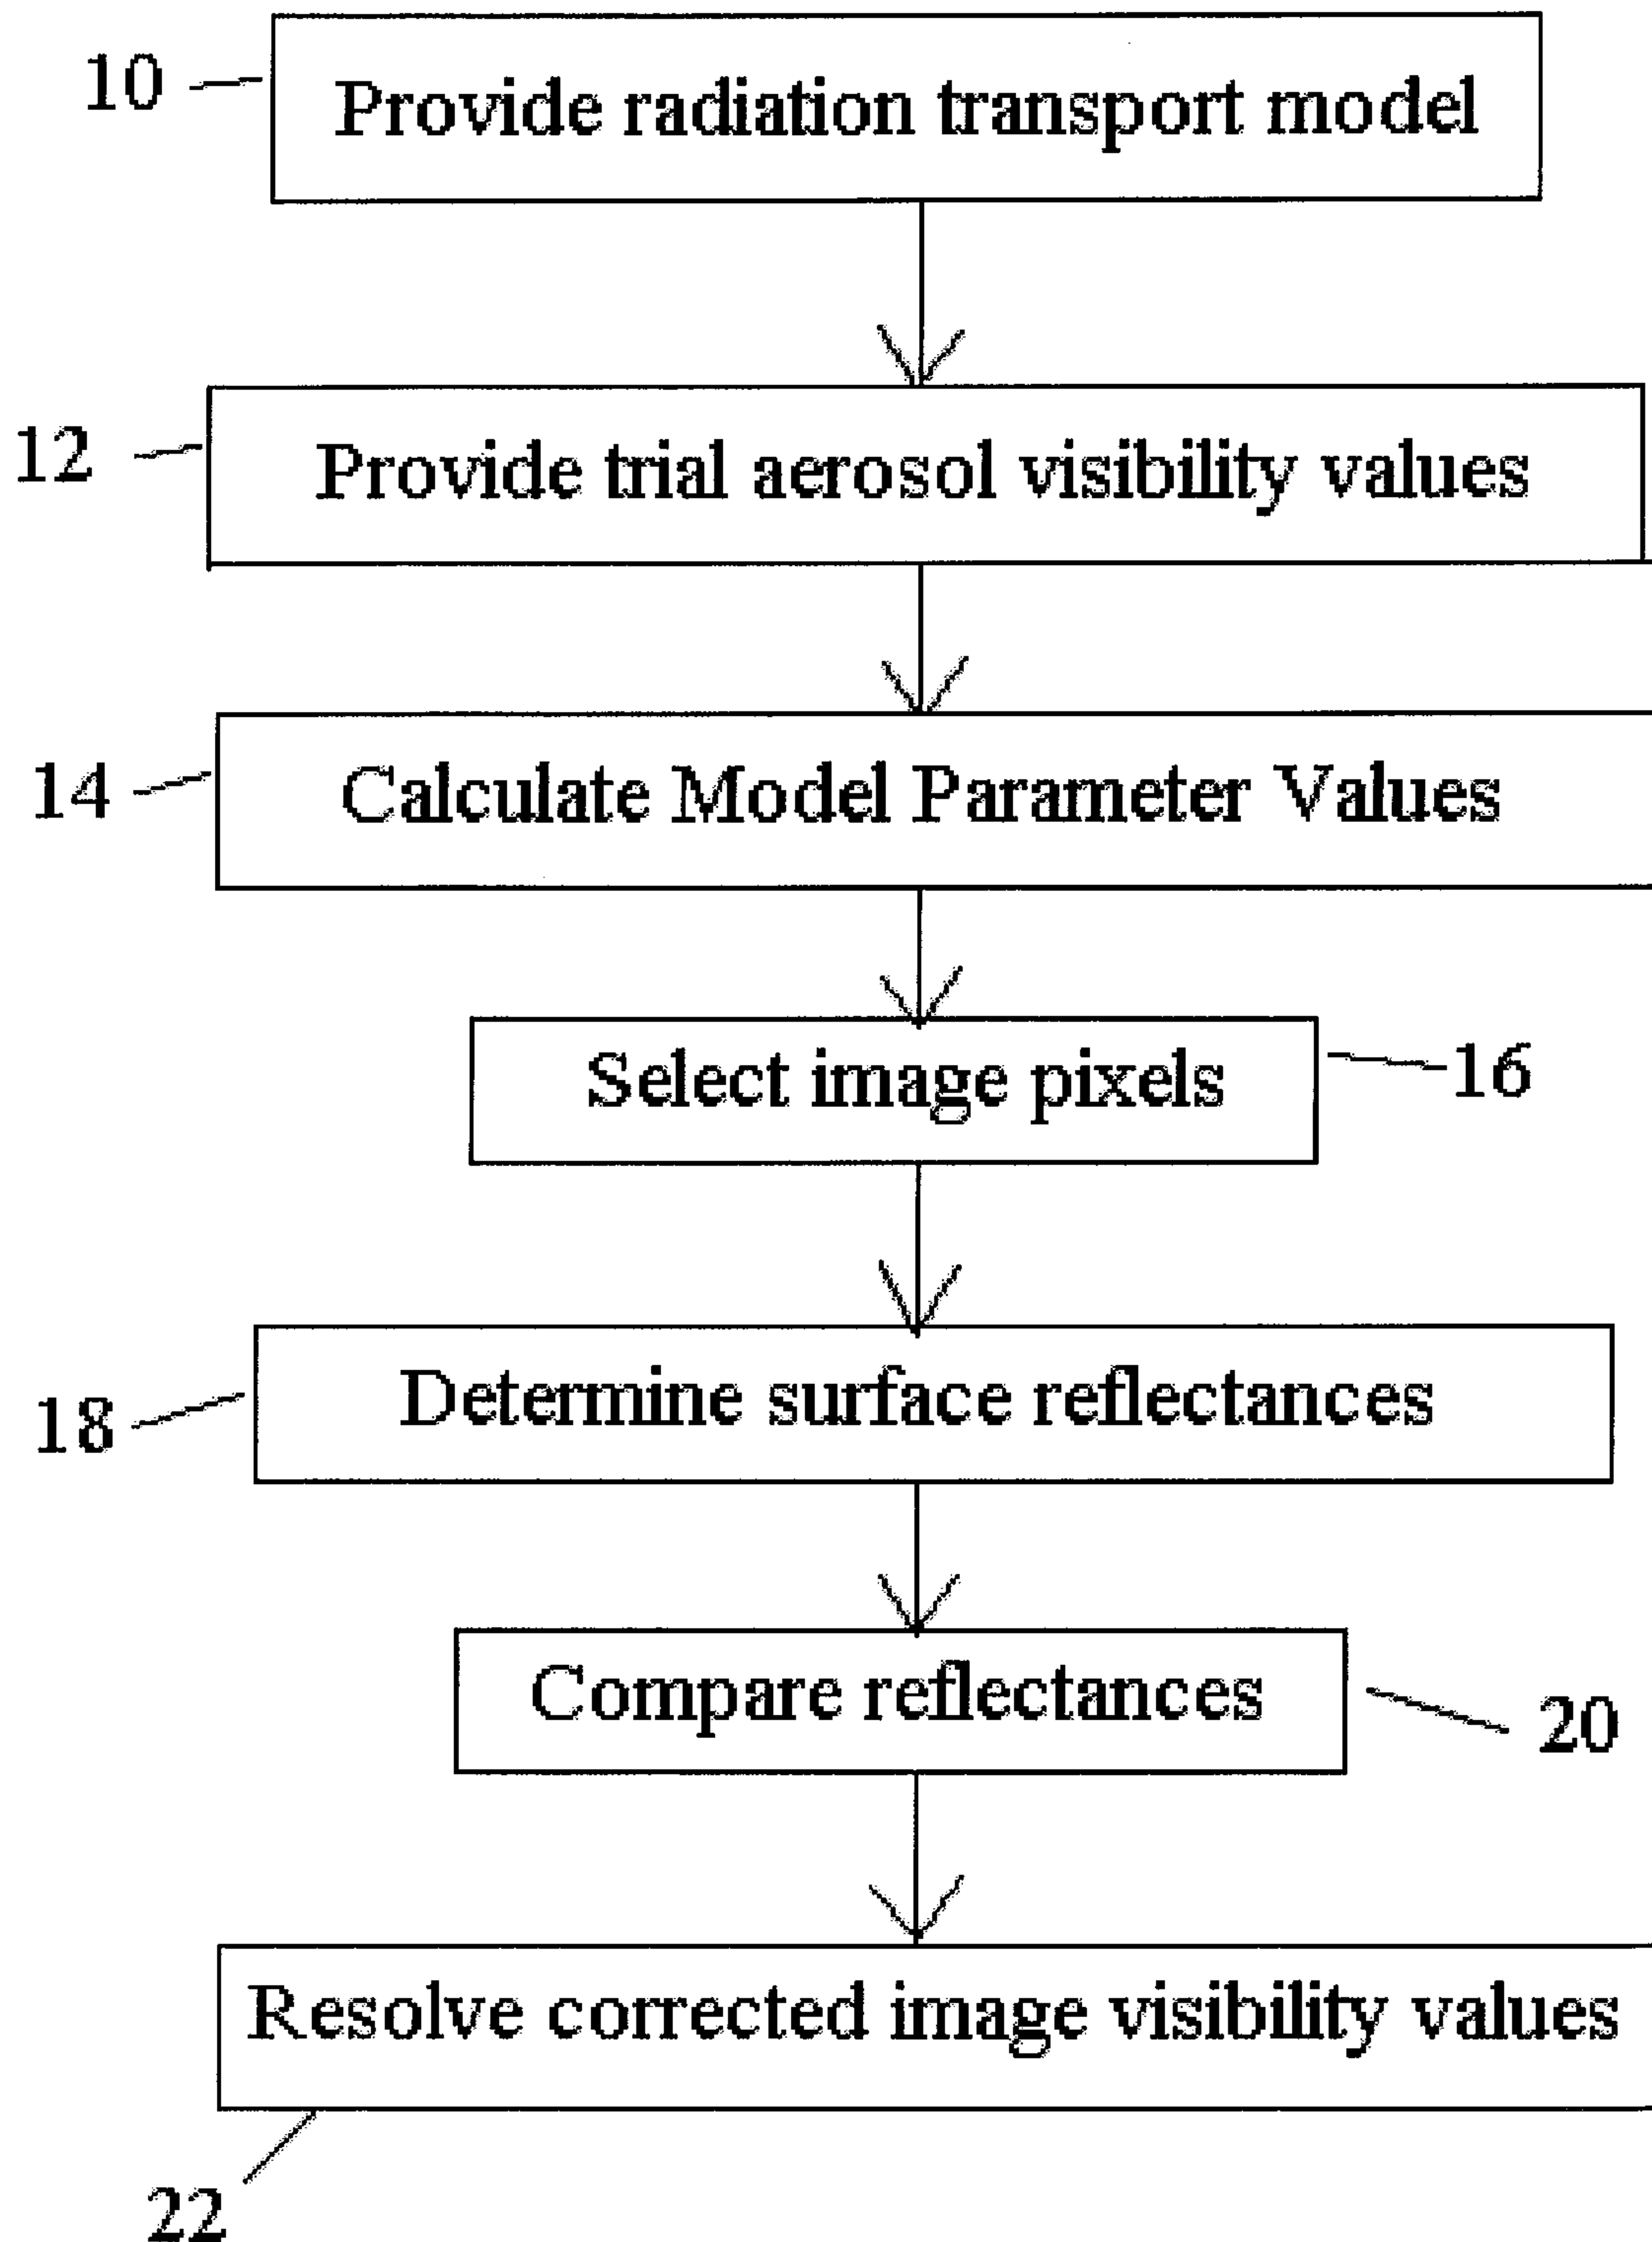 10
Provide radiation transport model
12
Provide trial aerosol visibility values
14
Calculate Model Parameter Values
Select image pixels
16
18
Determine surface reflectances
Compare reflectances
20
Resolve corrected image visibility values
22